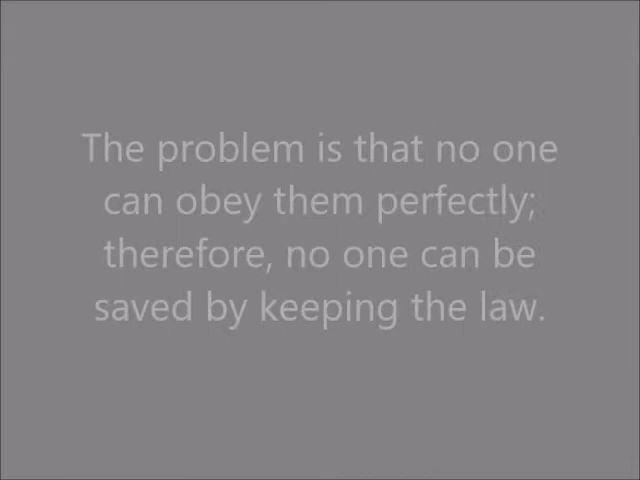 The problem is that no one
can obey them perfectly;
therefore, no one can be
saved by keeping the law.